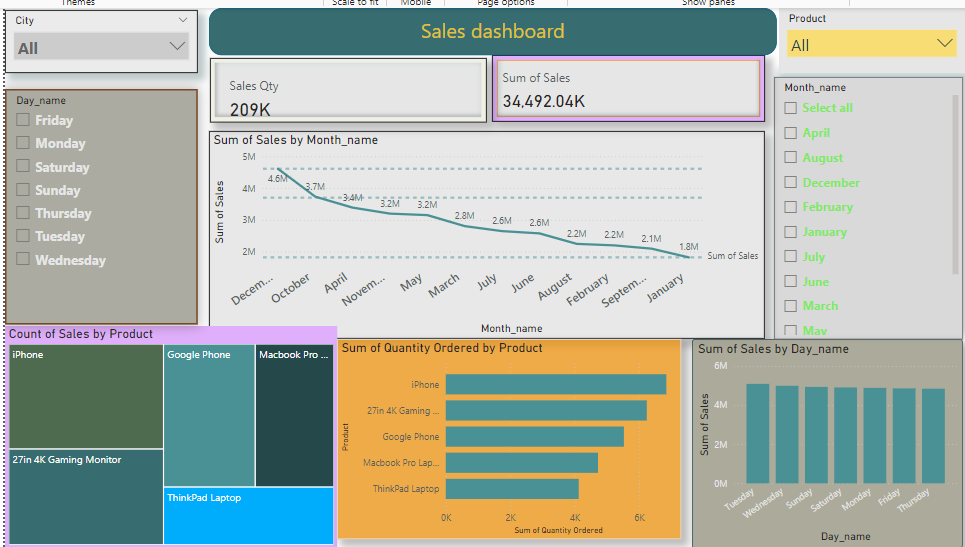 Themes
Scale to fit
Mobile
Page options
Show panes
City
All
Sales dashboard
Product
All
Sales Qty
209K
Sum of Sales
34,492.04K
Day_name
Friday
Monday
Saturday
Sunday
Thursday
Tuesday
Wednesday
Sum of Sales by Month_name
5M
4M
3M
2M
Sum of Sales
4.6M
3.7M
3.4M
3.2M
3.2M
2.8M
2.6M
2.6M
2.2M
2.2M
2.1M
1.8M
Sum of Sales
Decem...
October
April
Novem...
May
March
July
June
August
February
Septem...
January
Month_name
Month_name
Select all
April
August
December
February
January
July
June
March
May
Count of Sales by Product
iPhone
Google Phone
Macbook Pro ...
27in 4K Gaming Monitor
ThinkPad Laptop
Sum of Quantity Ordered by Product
Product
iPhone
27in 4K Gaming ...
Google Phone
Macbook Pro Lap...
ThinkPad Laptop
0K
2K
4K
6K
Sum of Quantity Ordered
Sum of Sales by Day_name
Sum of Sales
6M
4M
2M
0M
Tuesday
Wednesday
Sunday
Saturday
Monday
Friday
Thursday
Day_name